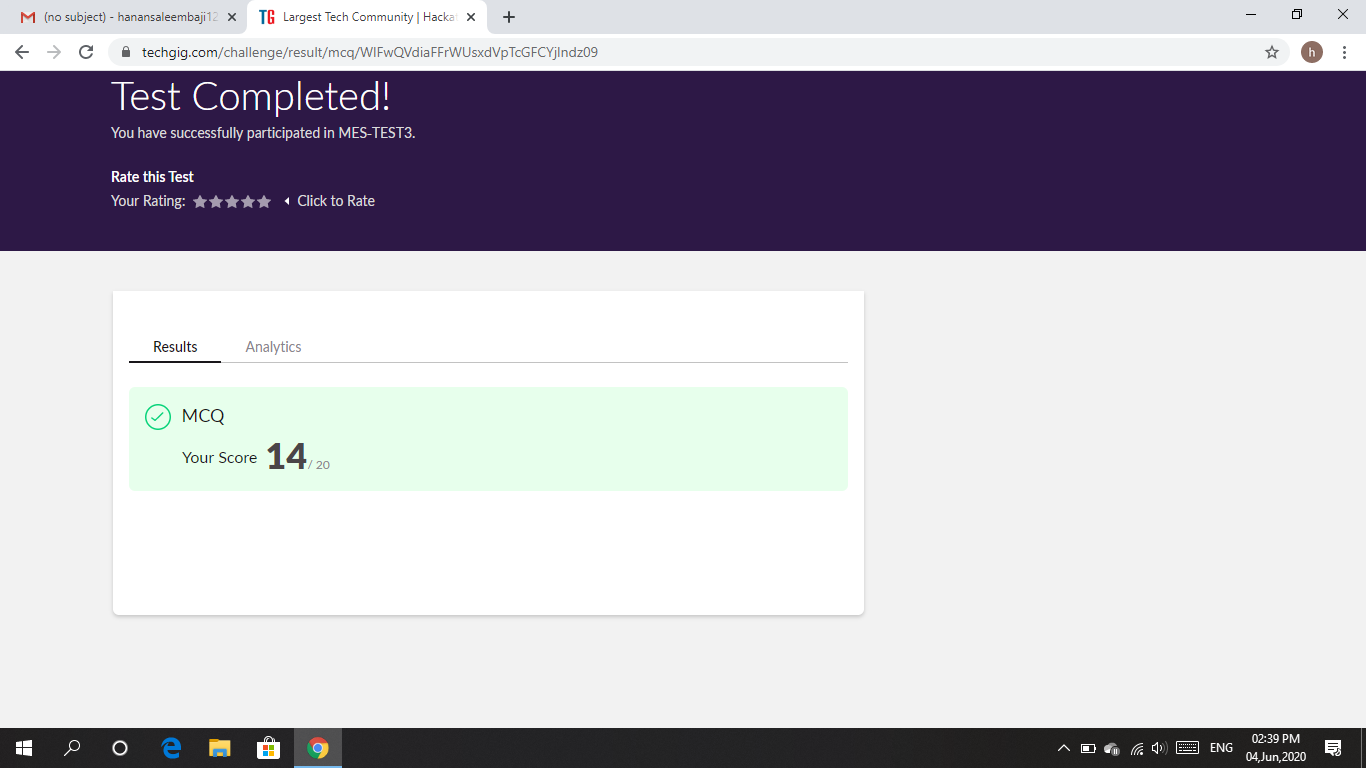 (no subject) - hanansaleembaji12
TG Largest Tech Community | Hacka
techgig.com/challenge/result/mcq/WlFwQVdiaFFrWUsxdVpTcGFCYjlndz09
h
Test Completed!
You have successfully participated in MES-TEST3.
Rate this Test
Your Rating: Click to Rate
Results Analytics
MCQ
Your Score 14 / 20
ENG
02:39 PM
04,Jun,2020